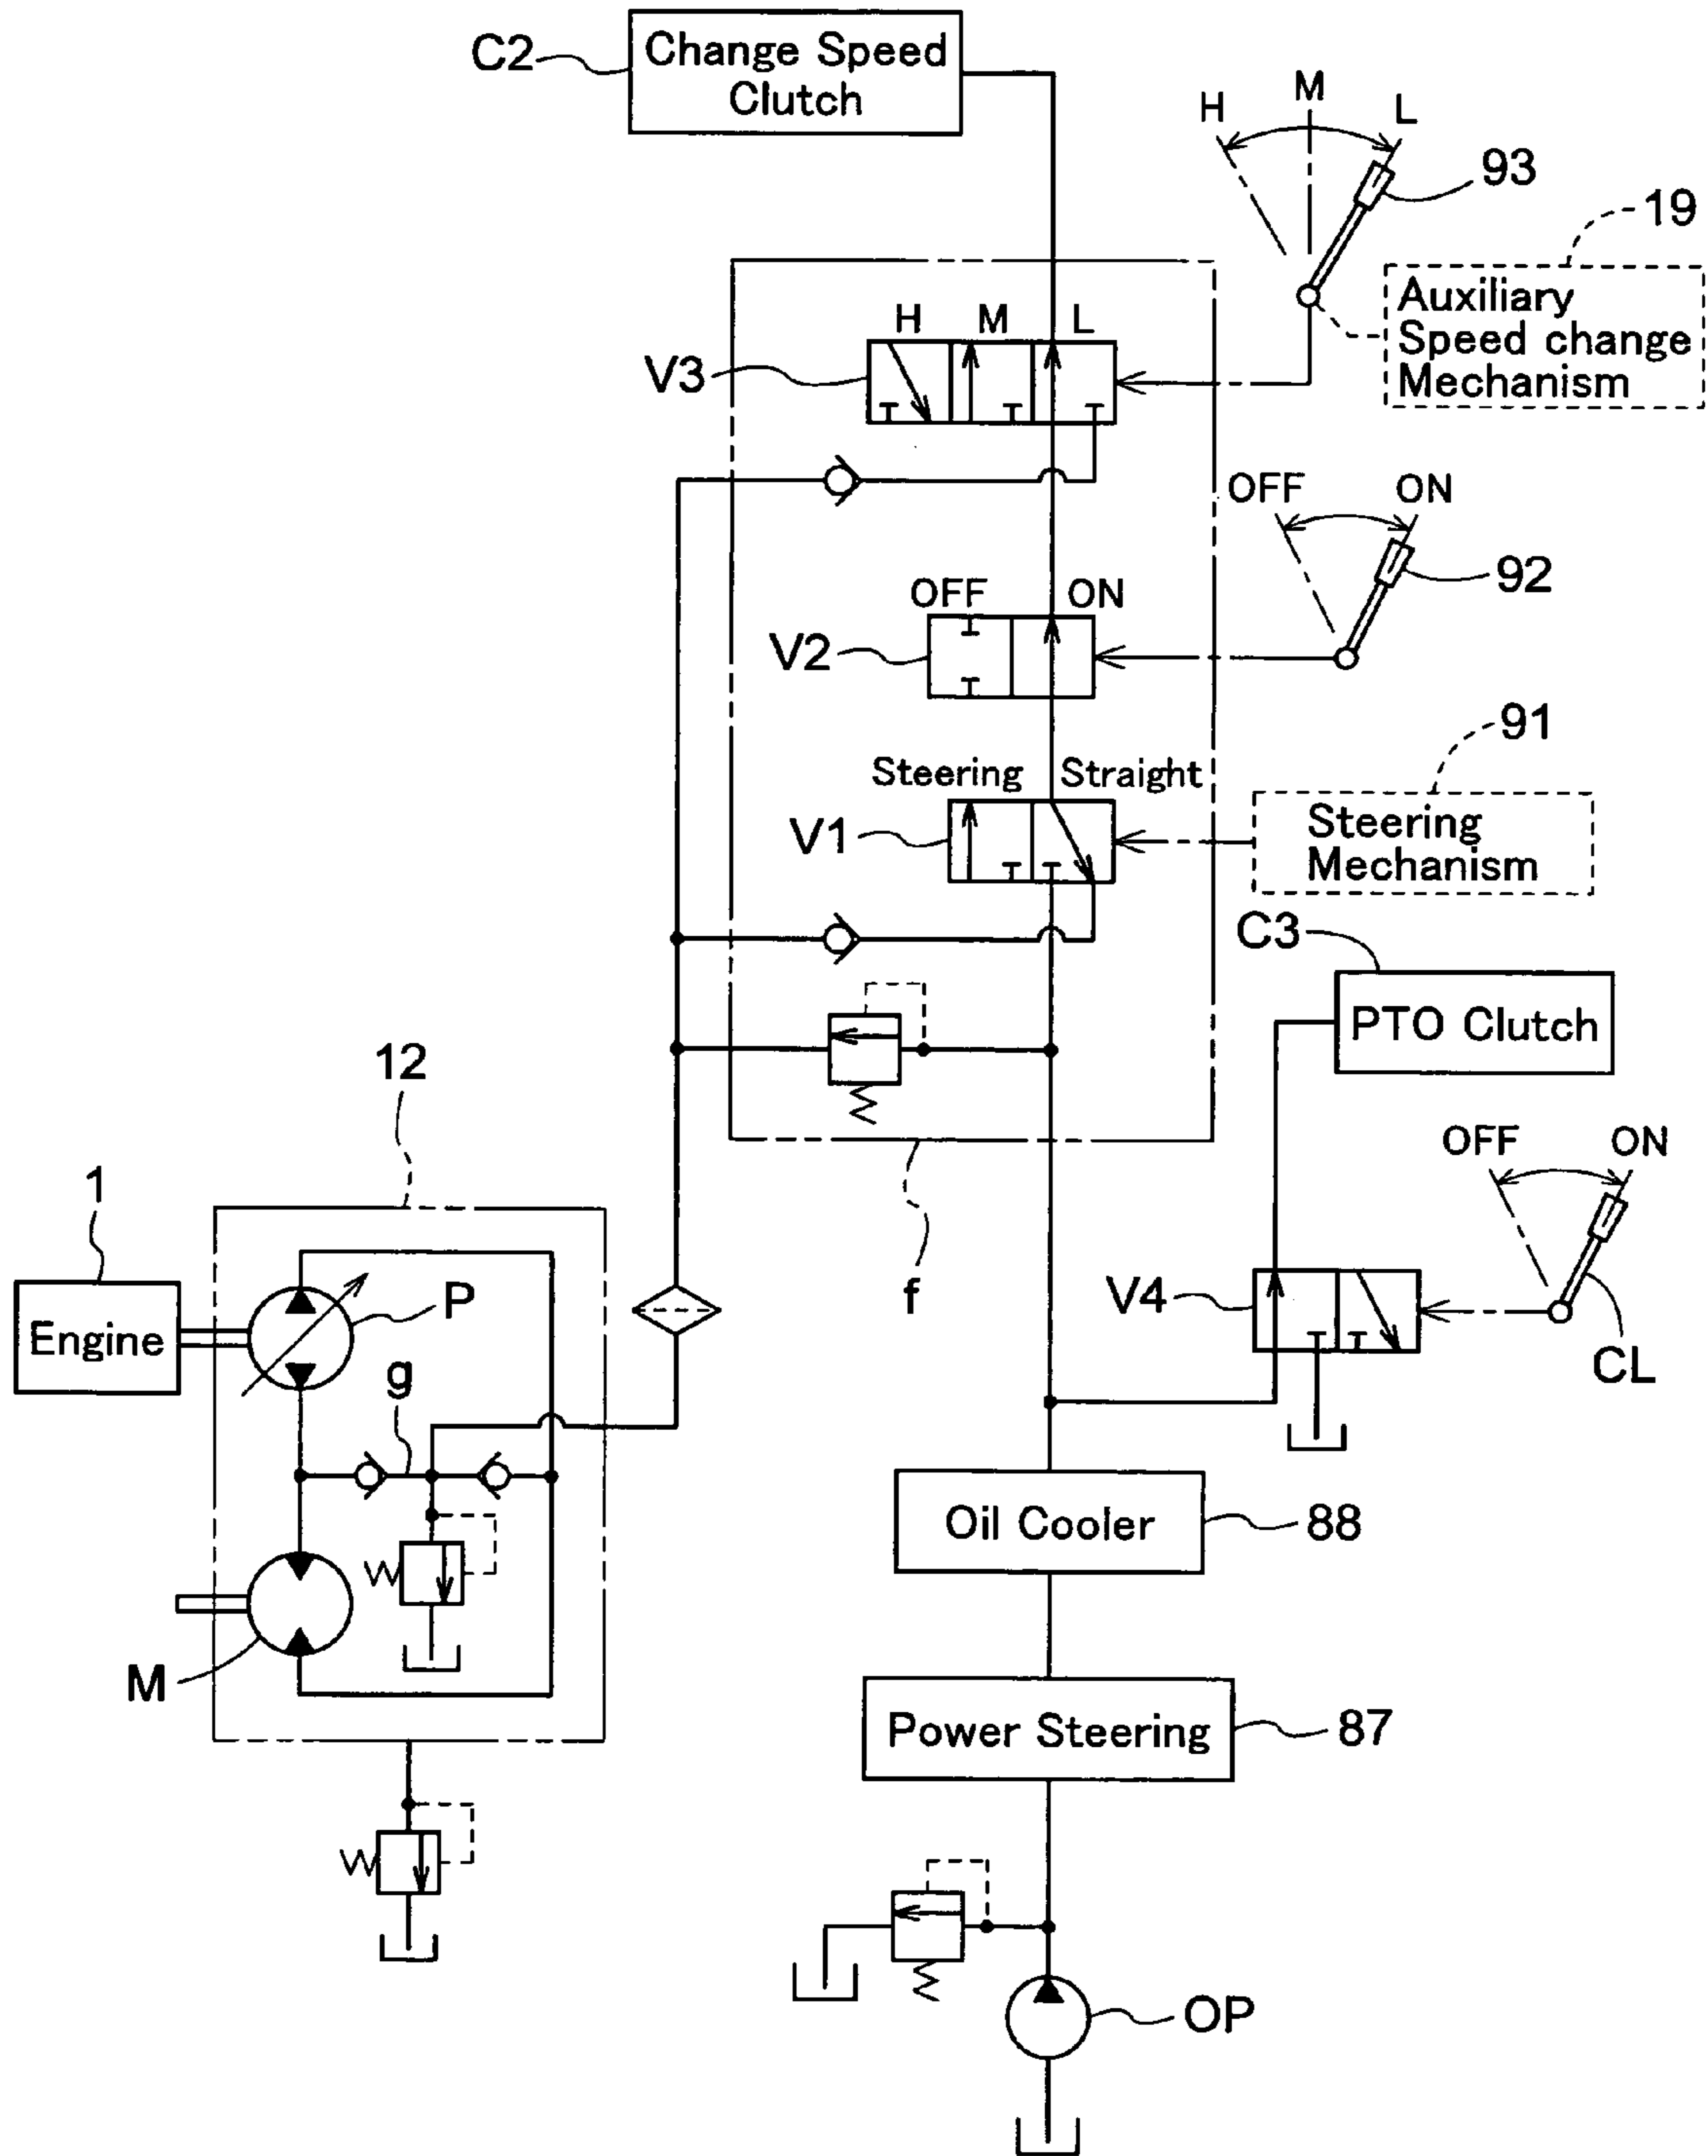 C2
Change Speed
Clutch
H
M
L
93
19
Auxiliary
Speed change
Mechanism
H
M
L
V3
OFF
ON
92
OFF
ON
V2
91
Steering
Straight
V1
Steering
Mechanism
C3
PTO Clutch
12
OFF
ON
1
P
f
V4
Engine
g
CL
Oil Cooler
88
M
Power Steering
87
OP